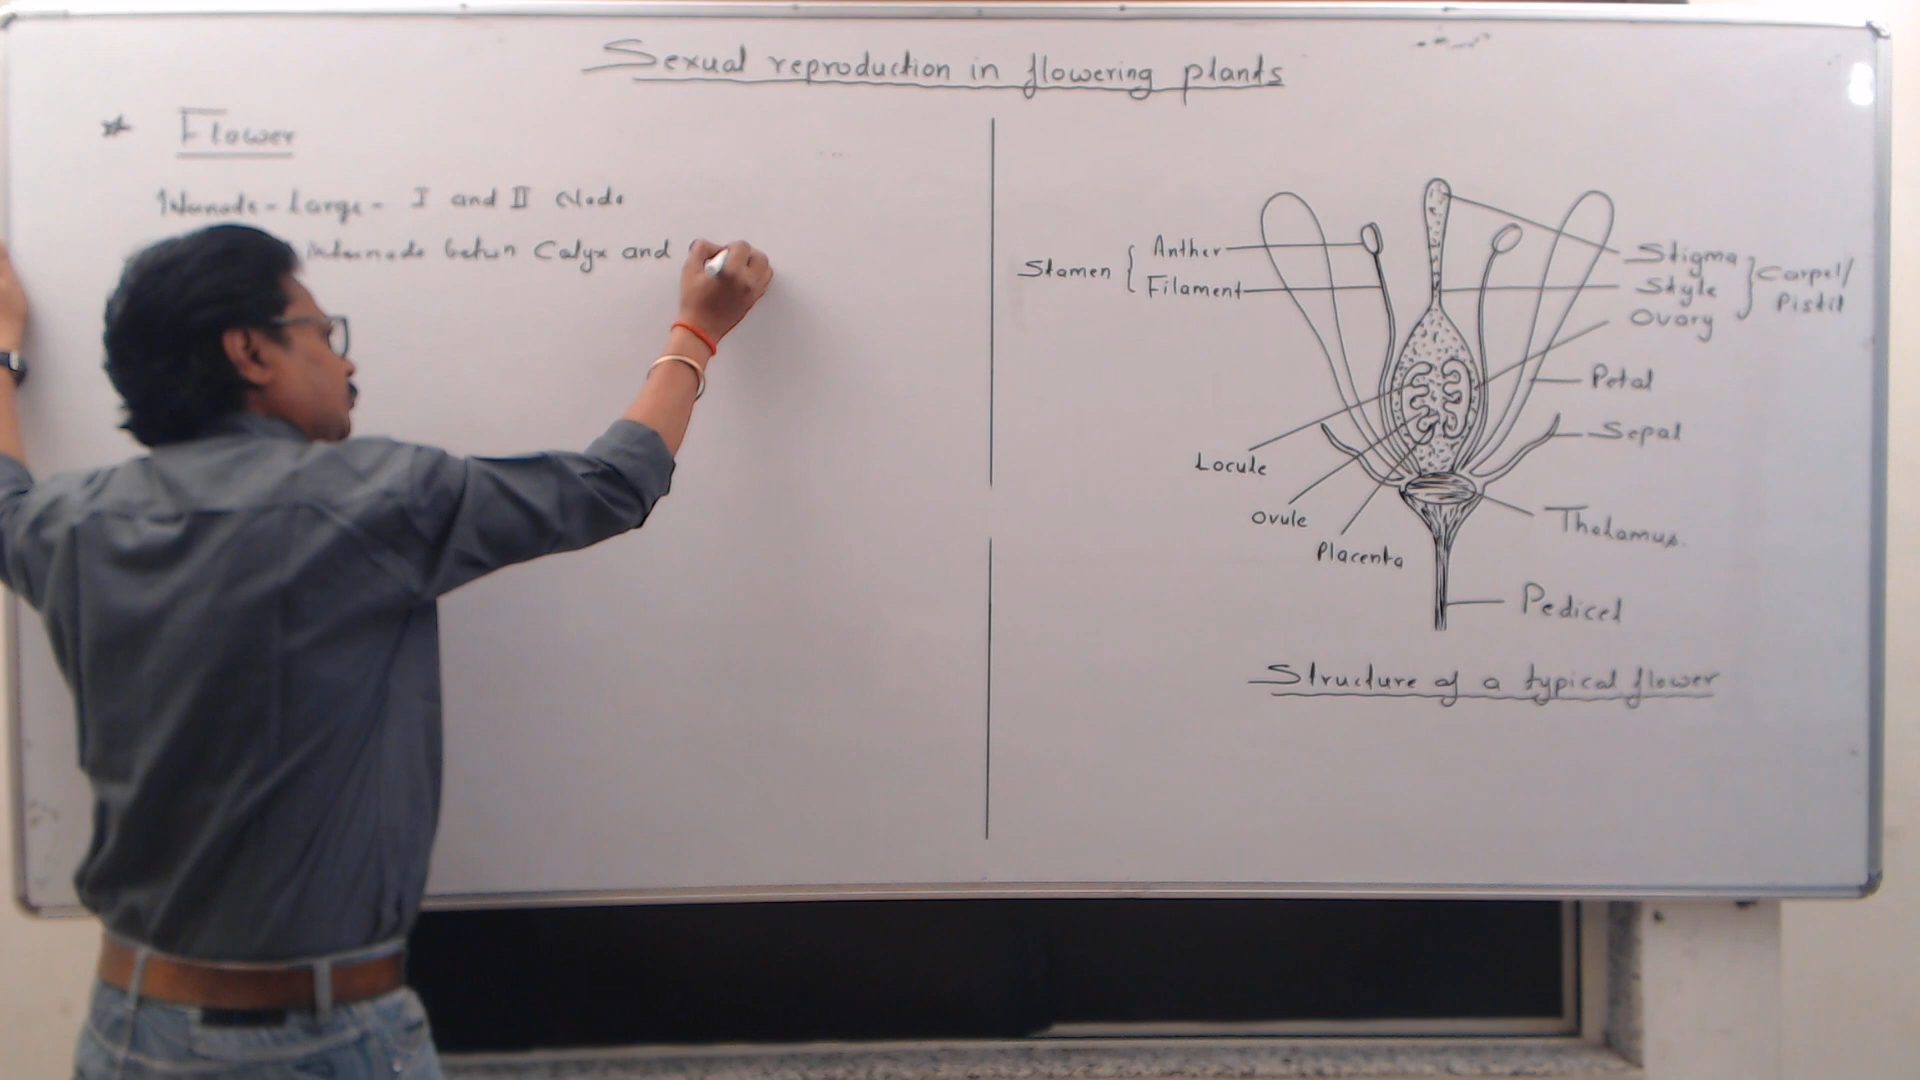 Sexual reproduction in flowering plants
* Flower
Internode - Large - I and II Node
internode betwn Calyx and
Stamen { Anther
Filament
Stigma
Style
Ovary
} Carpel/
Pistil
Petal
Sepal
Locule
Ovule
Placenta
Thalamus.
Pedicel
Structure of a typical flower